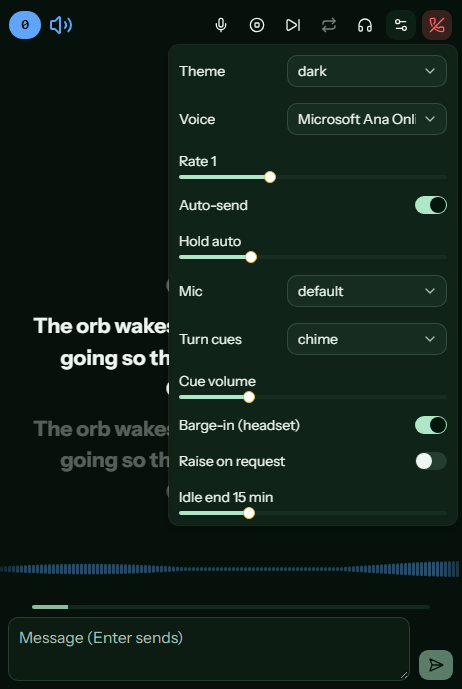 0
Theme
dark
Voice
Microsoft Ana Onli
Rate 1
Auto-send
Hold auto
Mic
default
The orb wakes
Turn cues
chime
going so th
Cue volume
The orb wakes
Barge-in (headset)
going so th
Raise on request
Idle end 15 min
Message (Enter sends)